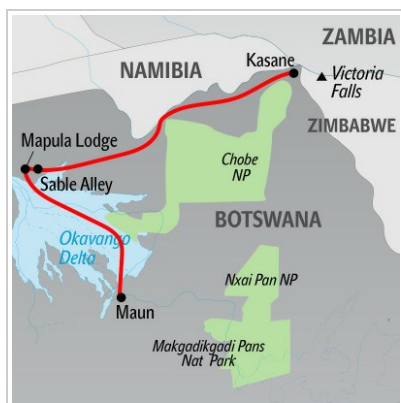 ZAMBIA
NAMIBIA
Kasane
Victoria
Falls
ZIMBABWE
Mapula Lodge
Sable Alley
Chobe
NP
BOTSWANA
Okavango
Delta
Nxai Pan NP
Maun
Makgadikgadi Pans
Nat Park